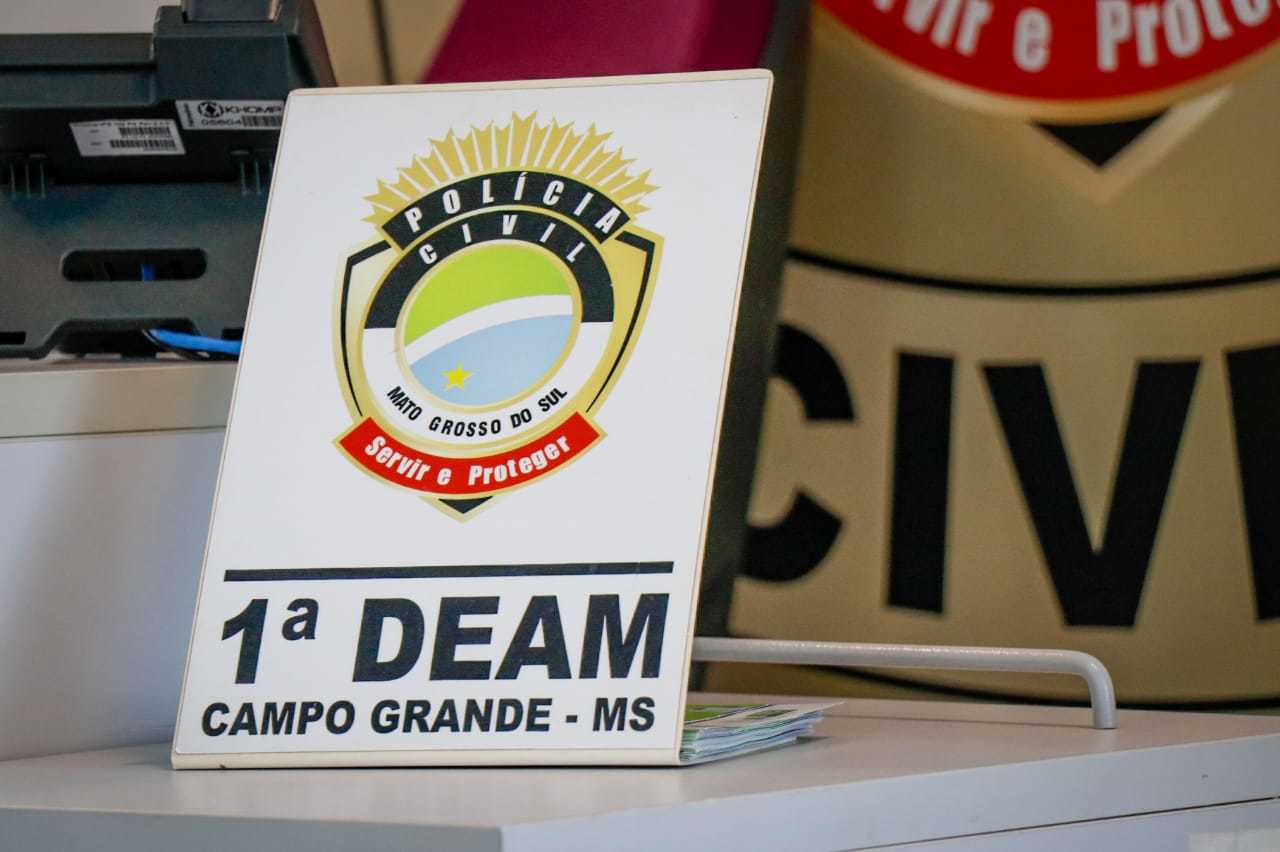 KHOMP
POLÍCIA
CIVIL
MATO GROSSO DO SUL
Servir e Proteger
1ª DEAM
CAMPO GRANDE - MS
Servir e Prote
CIVI